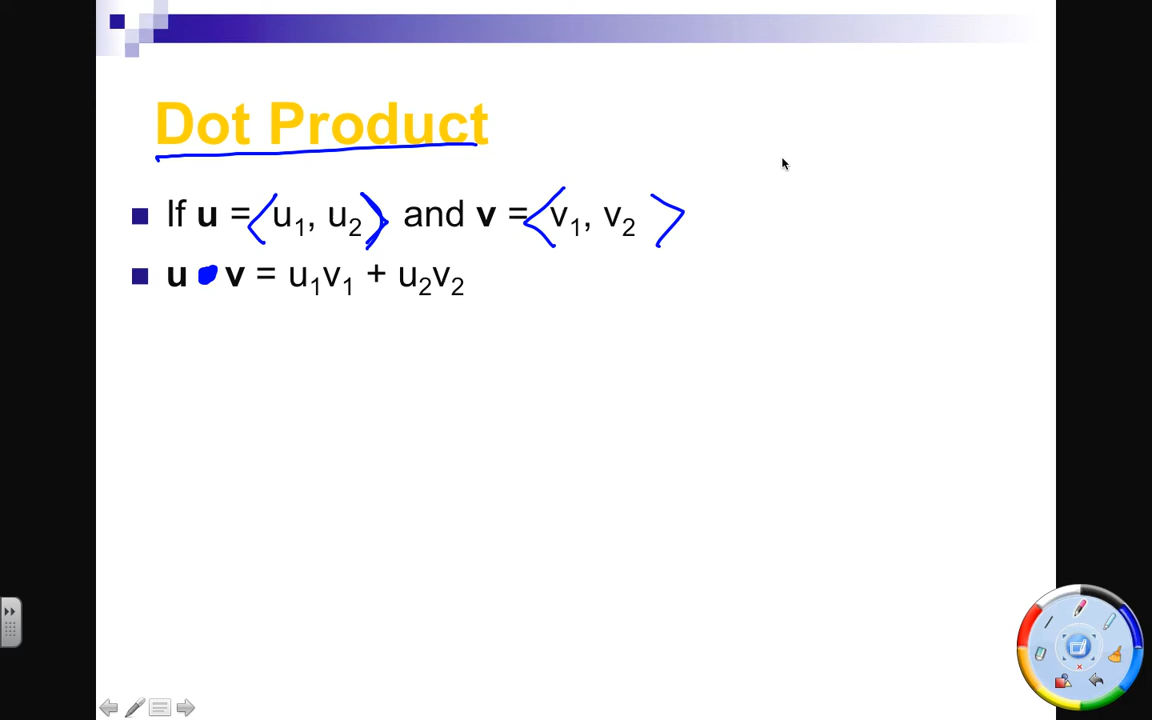 Dot Product
If u = <u₁, u₂> and v = <v₁, v₂ >
u • v = u₁v₁ + u₂v₂